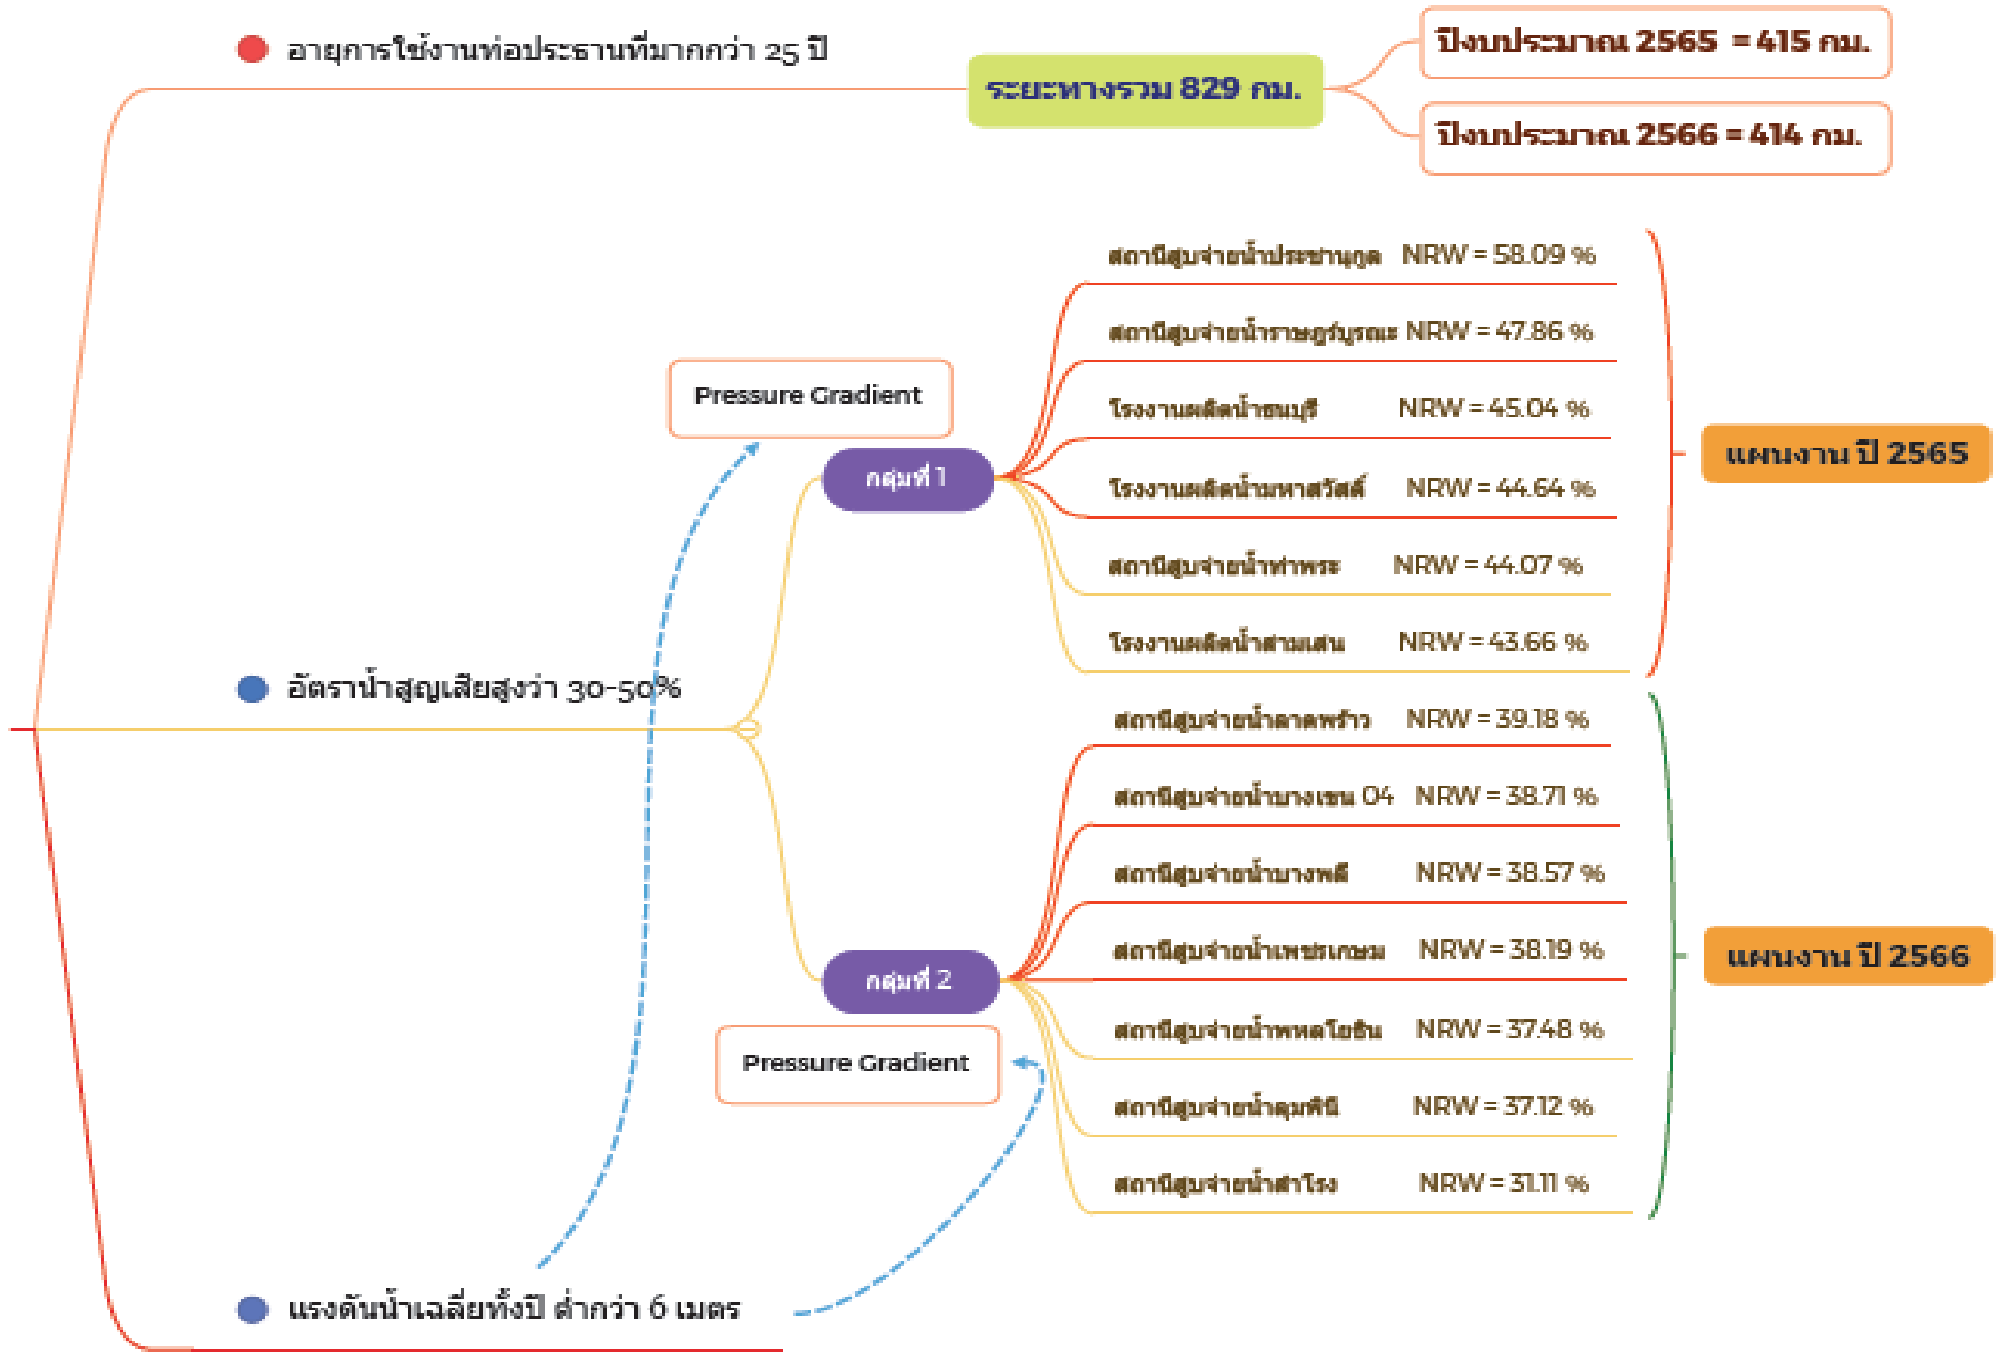 อายุการใช้งานท่อประธานที่มากกว่า 25 ปี
ระยะทางรวม 829 กม.
ปีงบประมาณ 2565 = 415 กม.
ปีงบประมาณ 2566 = 414 กม.
อัตราน้ำสูญเสียสูงว่า 30-50%
Pressure Gradient
กลุ่มที่ 1
สถานีสูบจ่ายน้ำประชานุกูล NRW = 58.09 %
สถานีสูบจ่ายน้ำราษฎร์บูรณะ NRW = 47.86 %
โรงงานผลิตน้ำธนบุรี NRW = 45.04 %
โรงงานผลิตน้ำมหาสวัสดิ์ NRW = 44.64 %
สถานีสูบจ่ายน้ำท่าพระ NRW = 44.07 %
โรงงานผลิตน้ำสามเสน NRW = 43.66 %
แผนงาน ปี 2565
กลุ่มที่ 2
Pressure Gradient
สถานีสูบจ่ายน้ำลาดพร้าว NRW = 39.18 %
สถานีสูบจ่ายน้ำบางเขน 04 NRW = 38.71 %
สถานีสูบจ่ายน้ำบางพลี NRW = 38.57 %
สถานีสูบจ่ายน้ำเพชรเกษม NRW = 38.19 %
สถานีสูบจ่ายน้ำพหลโยธิน NRW = 37.48 %
สถานีสูบจ่ายน้ำลุมพินี NRW = 37.12 %
สถานีสูบจ่ายน้ำสำโรง NRW = 31.11 %
แผนงาน ปี 2566
แรงดันน้ำเฉลี่ยทั้งปี ต่ำกว่า 6 เมตร